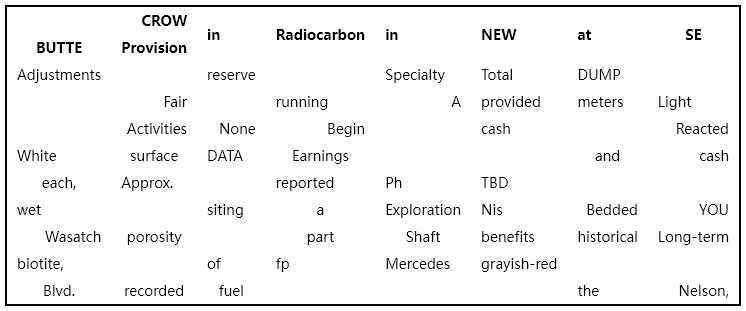 BUTTE CROW Provision in Radiocarbon in NEW at SE
Adjustments reserve Specialty Total DUMP
Fair running A provided meters Light
Activities None Begin cash Reacted
White surface DATA Earnings and cash
each, Approx. reported Ph TBD
wet siting a Exploration Nis Bedded YOU
Wasatch porosity part Shaft benefits historical Long-term
biotite, of fp Mercedes grayish-red
Blvd. recorded fuel the Nelson,